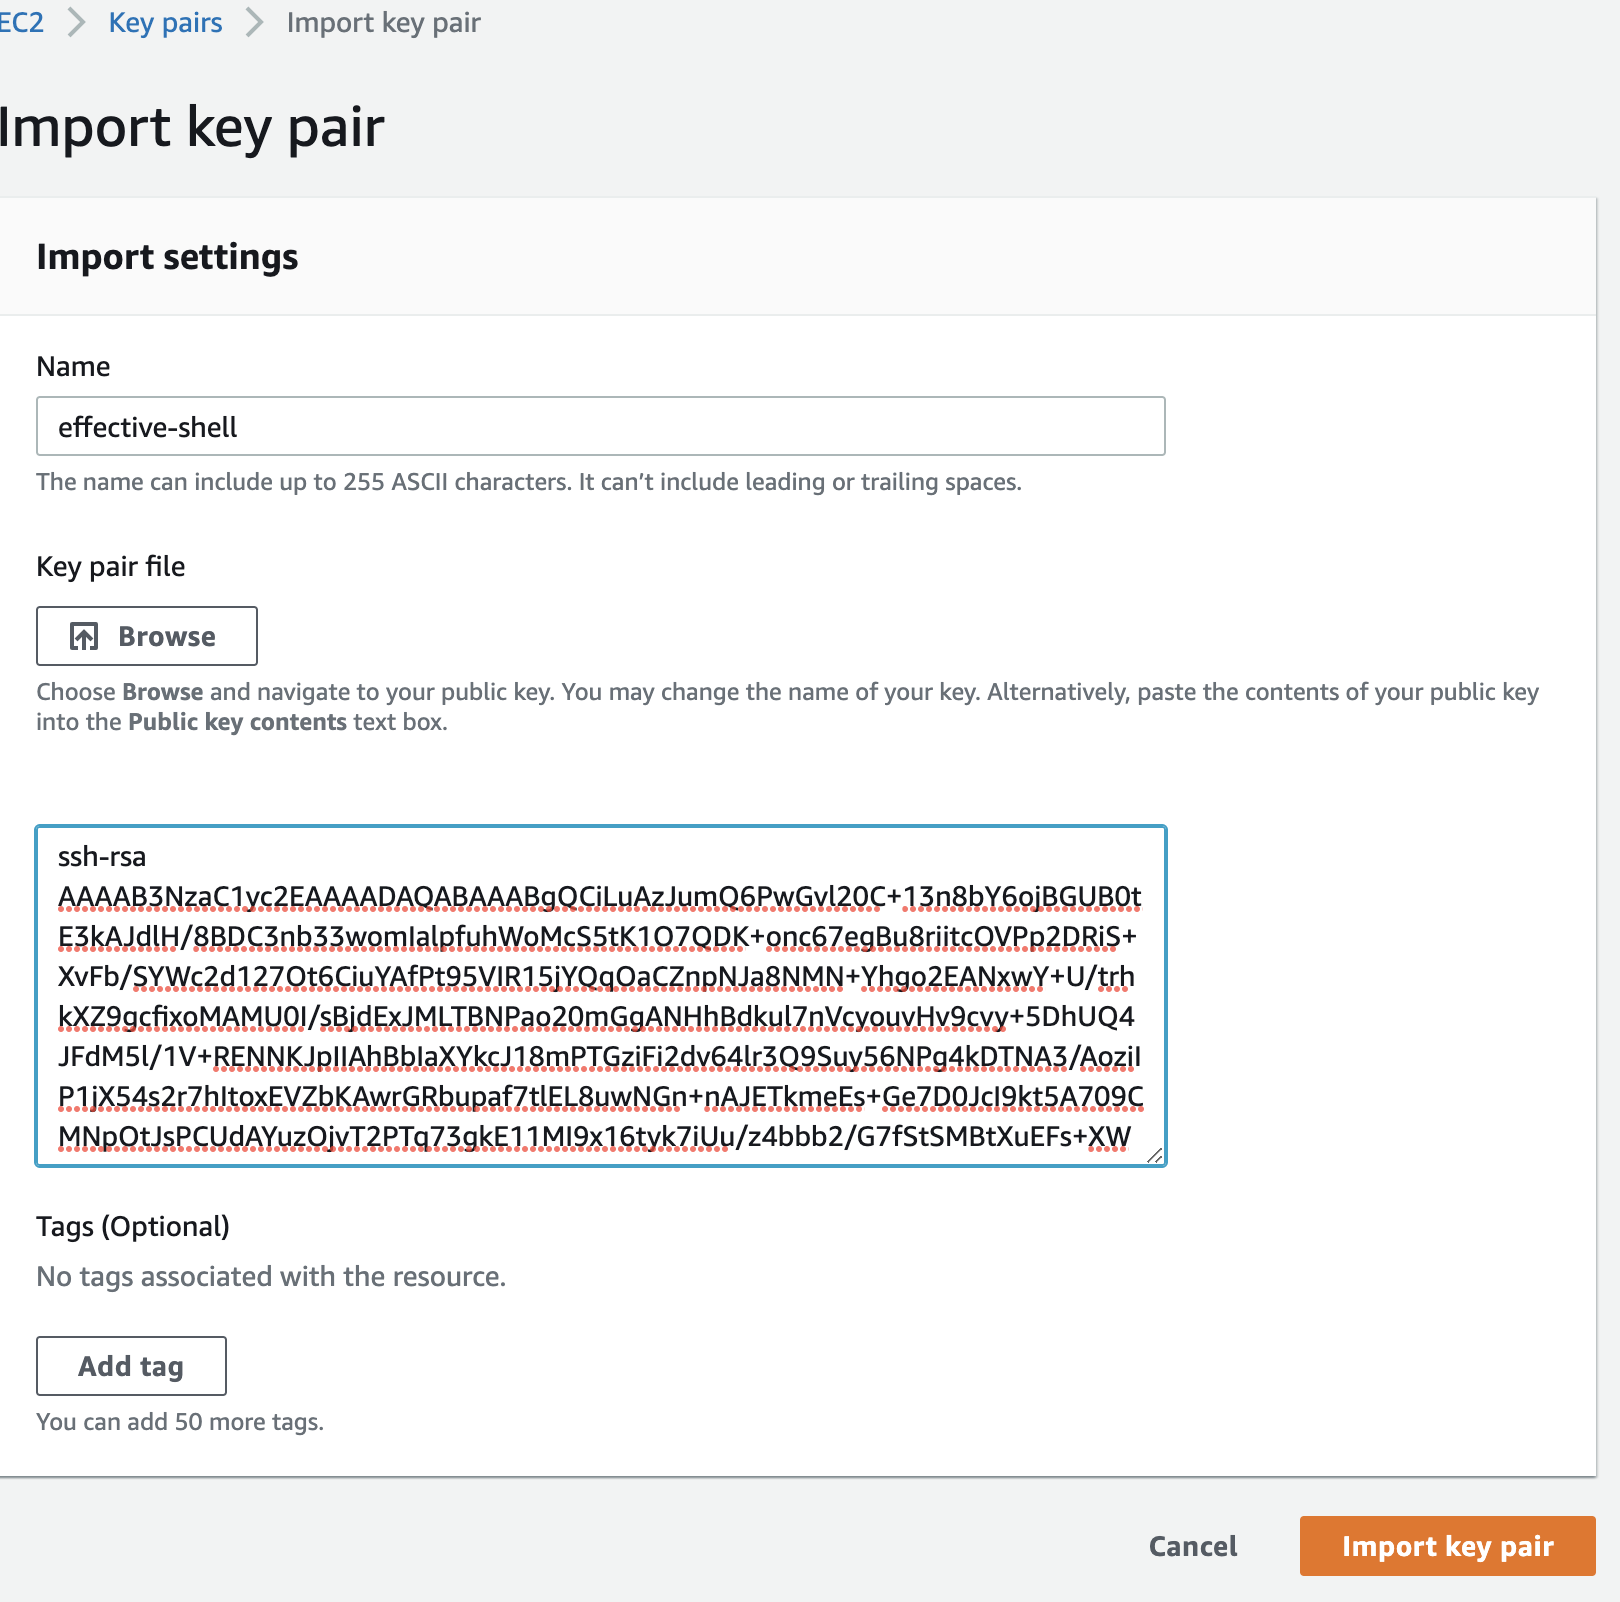 EC2 > Key pairs > Import key pair
Import key pair
Import settings
Name
effective-shell
The name can include up to 255 ASCII characters. It can't include leading or trailing spaces.
Key pair file
Browse
Choose Browse and navigate to your public key. You may change the name of your key. Alternatively, paste the contents of your public key
into the Public key contents text box.
ssh-rsa
AAAAB3NzaC1yc2EAAAADAQABAAABgQCiLuAzJumQ6PwGvl20C+13n8bY6ojBGUB0t
E3kAJdlH/8BDC3nb33womIalpfuhWoMcS5tK1O7QDK+onc67egBu8riitcOVPp2DRiS+
XvFb/SYWc2d127Ot6CiuYAfPt95VIR15jYQqOaCZnpNJa8NMN+Yhgo2EANxwY+U/trh
kXZ9gcfixoMAMU0I/sBjdExJMLTBNPao20mGgANHhBdkul7nVcyouvHv9cvy+5DhUQ4
JFdM5l/1V+RENNKJpIIAhBbIaXYkcJ18mPTGziFi2dv64lr3Q9Suy56NPg4kDTNA3/AoziI
P1jX54s2r7hItoxEVZbKAwrGRbupaf7tlEL8uwNGn+nAJETkmeEs+Ge7D0JcI9kt5A709C
MNpOtJsPCUdAYuzOjvT2PTq73gkE11MI9x16tyk7iUu/z4bbb2/G7fStSMBtXuEFs+XW
Tags (Optional)
No tags associated with the resource.
Add tag
You can add 50 more tags.
Cancel
Import key pair